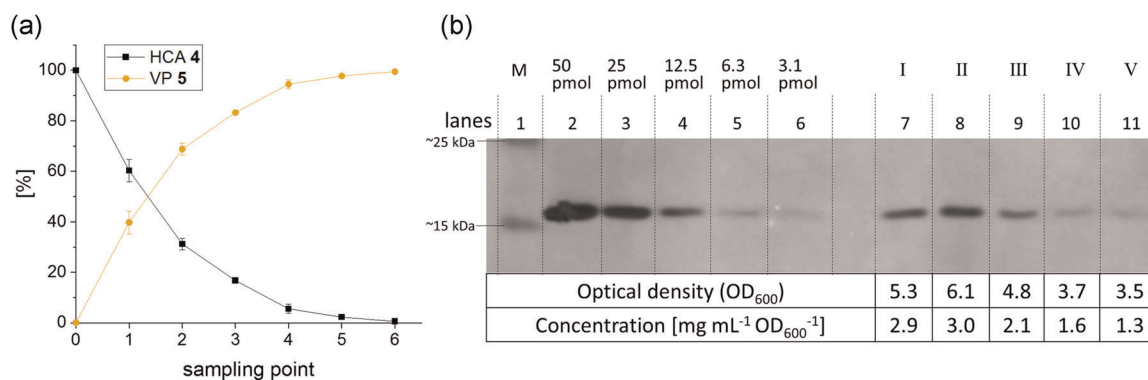 (a)
HCA 4
VP 5
[%]
100
80
60
40
20
0
0 1 2 3 4 5 6
sampling point
(b)
M 50 pmol 25 pmol 12.5 pmol 6.3 pmol 3.1 pmol I II III IV V
lanes 1 2 3 4 5 6 7 8 9 10 11
~25 kDa
~15 kDa
Optical density (OD600) 5.3 6.1 4.8 3.7 3.5
Concentration [mg mL-1 OD600-1] 2.9 3.0 2.1 1.6 1.3